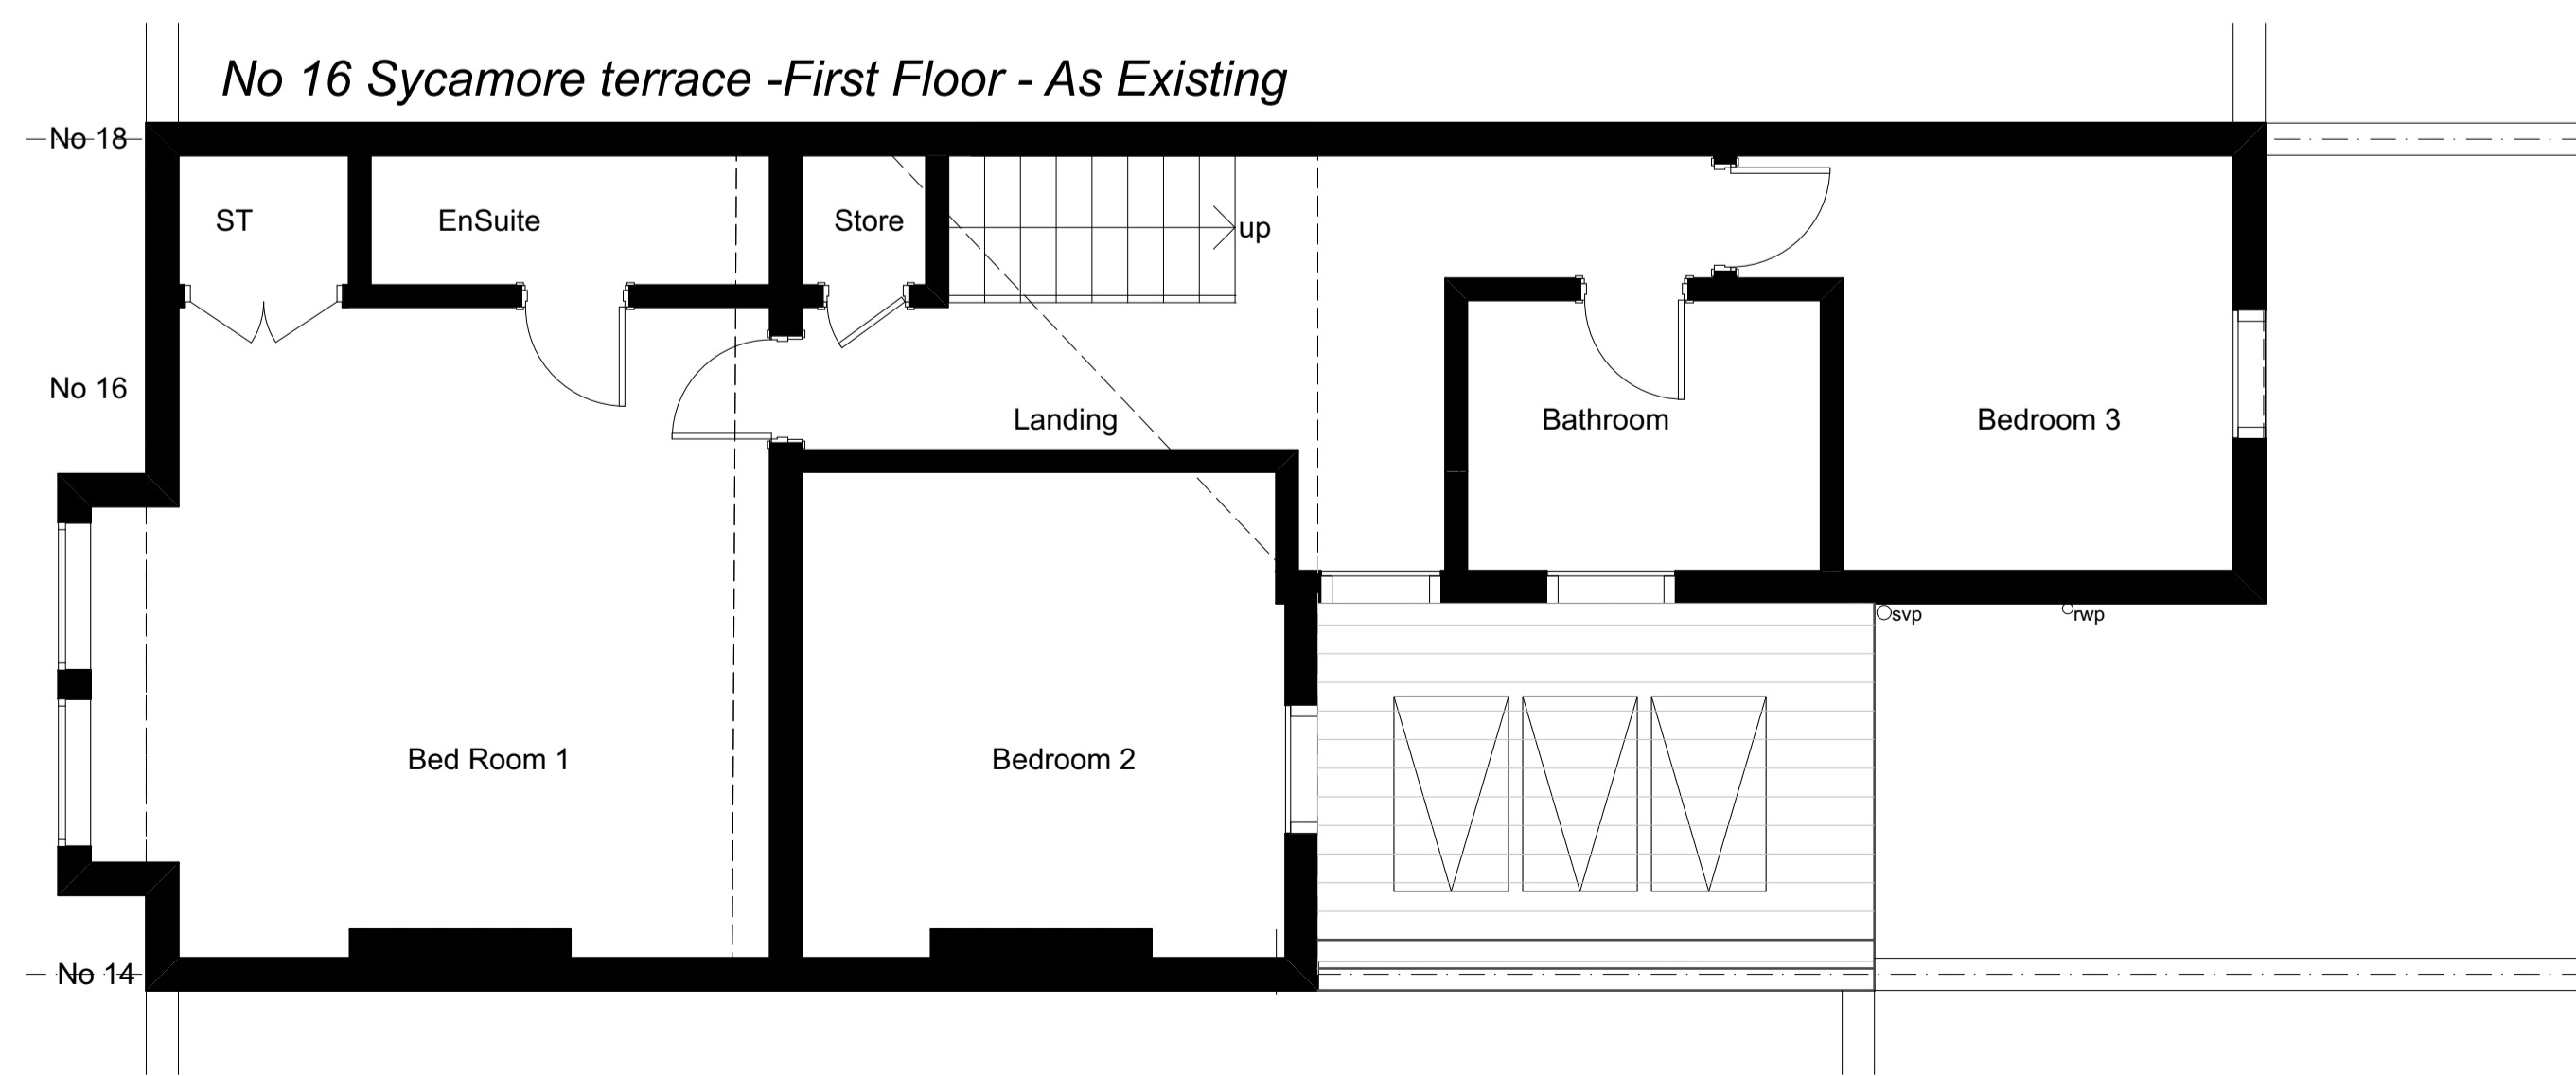 No 16 Sycamore terrace -First Floor - As Existing
No 18
ST
EnSuite
Store
up
No 16
Landing
Bathroom
Bedroom 3
svp
rwp
Bed Room 1
Bedroom 2
No 14